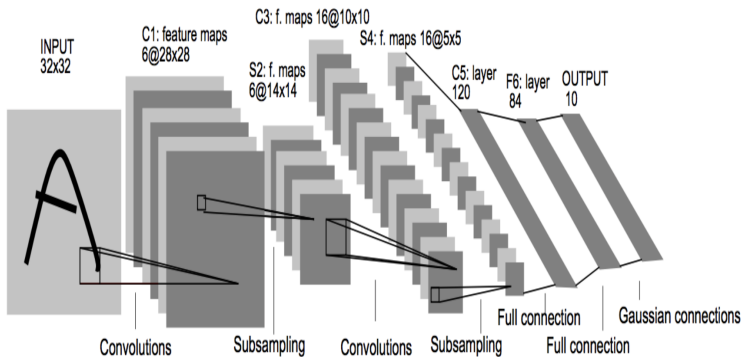 INPUT
32x32
C1: feature maps
6@28x28
S2: f. maps
6@14x14
C3: f. maps 16@10x10
S4: f. maps 16@5x5
C5: layer
120
F6: layer
84
OUTPUT
10
Convolutions
Subsampling
Convolutions
Subsampling
Full connection
Full connection
Gaussian connections
A